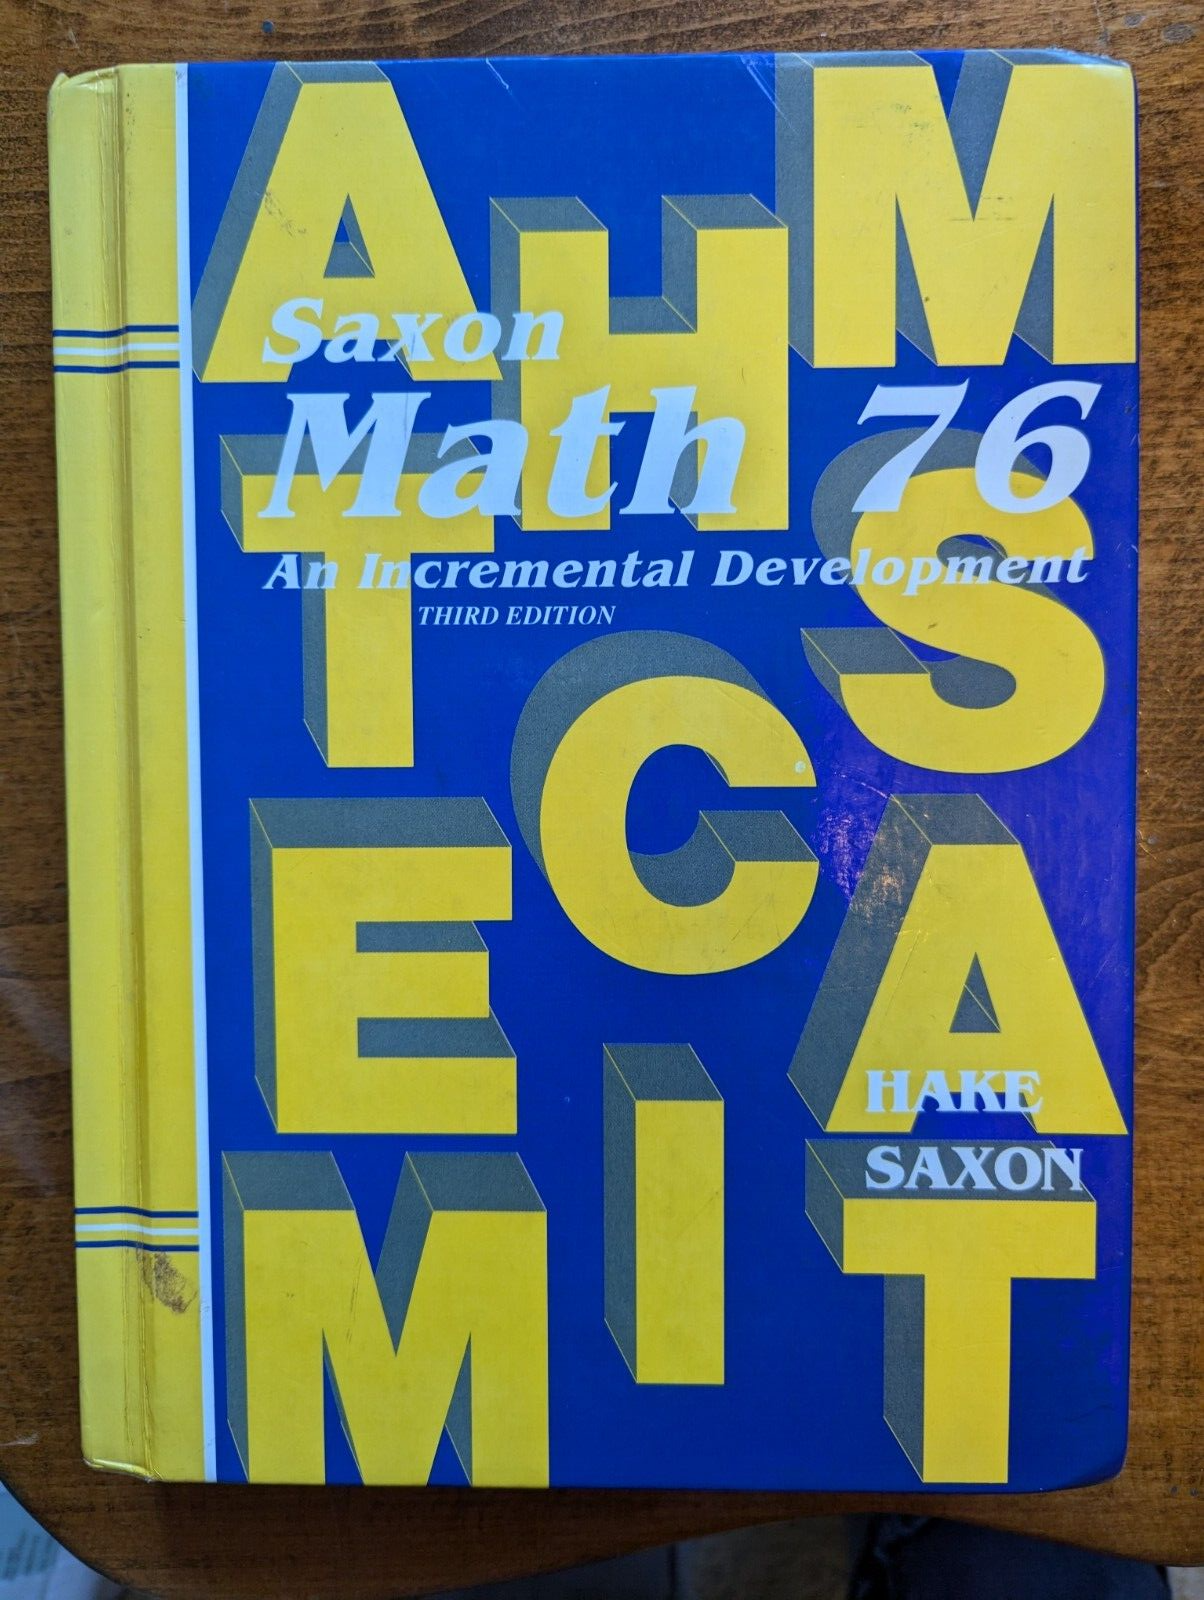 A H M
Saxon
Math 76
T S
An Incremental Development
THIRD EDITION
C
E A
HAKE
SAXON
M I T